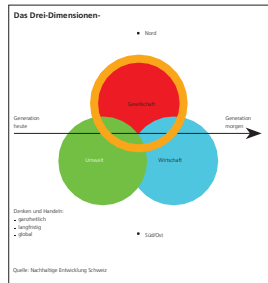 Das Drei-Dimensionen-
Nord
Gesellschaft
Generation
heute
Generation
morgen
Umwelt
Wirtschaft
Denken und Handeln:
- ganzheitlich
- langfristig
- global
Süd/Ost
Quelle: Nachhaltige Entwicklung Schweiz